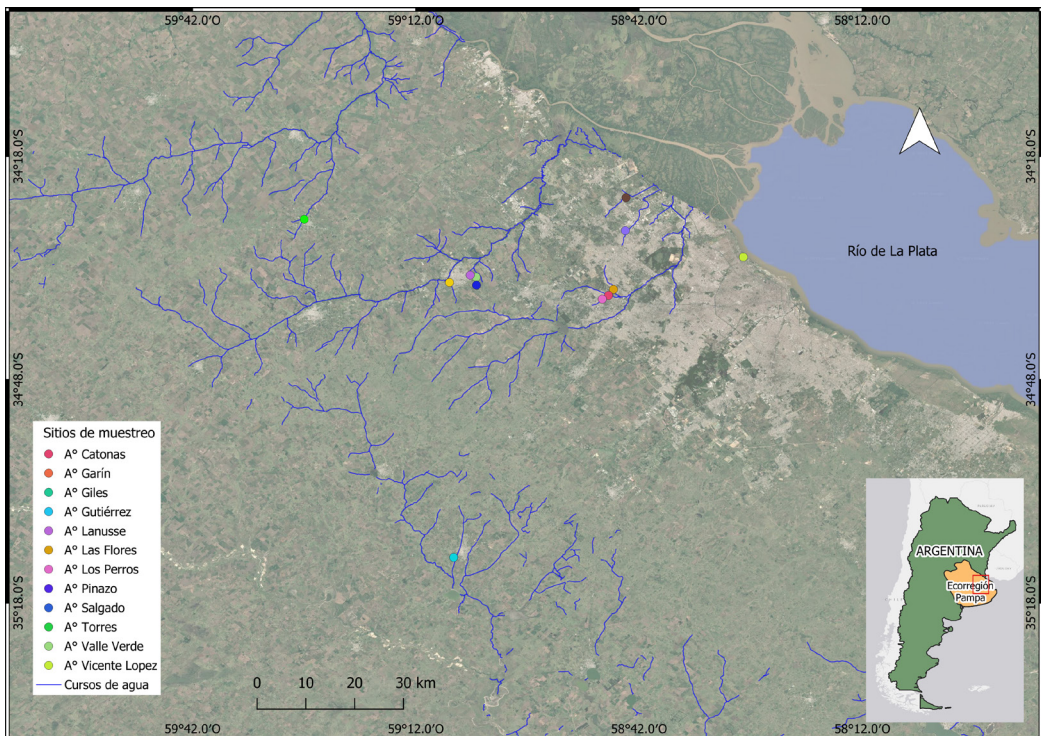 59°42.0'O 59°12.0'O 58°42.0'O 58°12.0'O
34°18.0'S 34°18.0'S
Río de La Plata
34°48.0'S 34°48.0'S
Sitios de muestreo
A° Catonas
A° Garín
A° Giles
A° Gutiérrez
A° Lanusse
A° Las Flores
A° Los Perros
A° Pinazo
A° Salgado
A° Torres
A° Valle Verde
A° Vicente Lopez
Cursos de agua
ARGENTINA
Ecorregión
Pampa
35°18.0'S 35°18.0'S
0 10 20 30 km
59°42.0'O 59°12.0'O 58°42.0'O 58°12.0'O